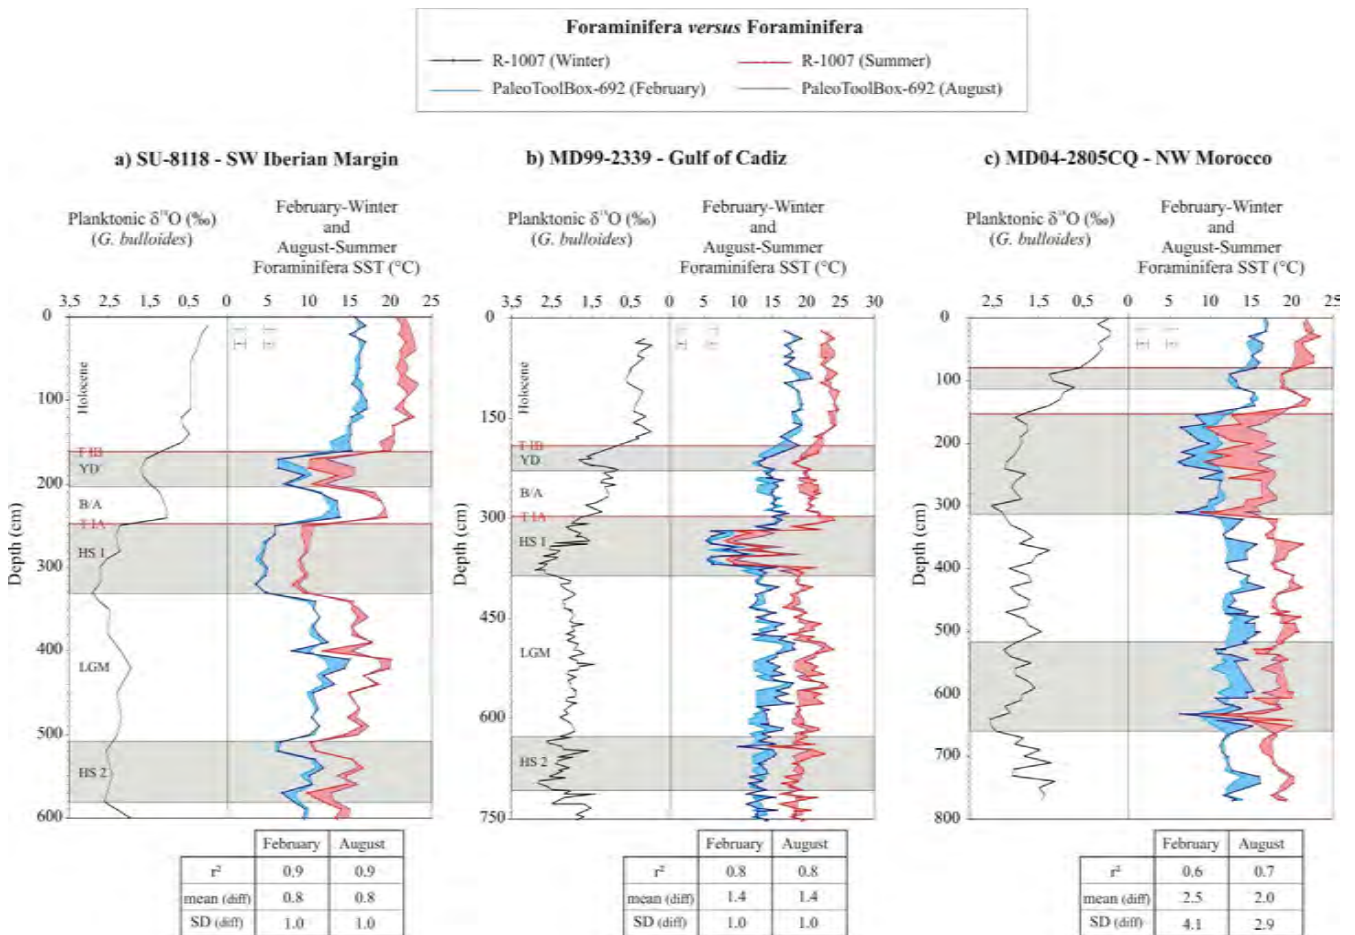 Foraminifera versus Foraminifera
R-1007 (Winter) R-1007 (Summer)
PaleoToolBox-692 (February) PaleoToolBox-692 (August)
a) SU-8118 - SW Iberian Margin
Planktonic δ¹⁸O (‰)
(G. bulloides)
February-Winter
and
August-Summer
Foraminifera SST (°C)
3,5 2,5 1,5 0,5 0 5 10 15 20 25
0
100
200
300
400
500
600
Depth (cm)
Holocene
T IB
YD
B/A
T IA
HS 1
LGM
HS 2
February August
r² 0.9 0.9
mean (diff) 0.8 0.8
SD (diff) 1.0 1.0
b) MD99-2339 - Gulf of Cadiz
Planktonic δ¹⁸O (‰)
(G. bulloides)
February-Winter
and
August-Summer
Foraminifera SST (°C)
3,5 2,5 1,5 0,5 0 5 10 15 20 25 30
0
150
300
450
600
750
Depth (cm)
Holocene
T IB
YD
B/A
T IA
HS 1
LGM
HS 2
February August
r² 0.8 0.8
mean (diff) 1.4 1.4
SD (diff) 1.0 1.0
c) MD04-2805CQ - NW Morocco
Planktonic δ¹⁸O (‰)
(G. bulloides)
February-Winter
and
August-Summer
Foraminifera SST (°C)
2,5 1,5 0,5 0 5 10 15 20 25
0
100
200
300
400
500
600
700
800
Depth (cm)
February August
r² 0.6 0.7
mean (diff) 2.5 2.0
SD (diff) 4.1 2.9